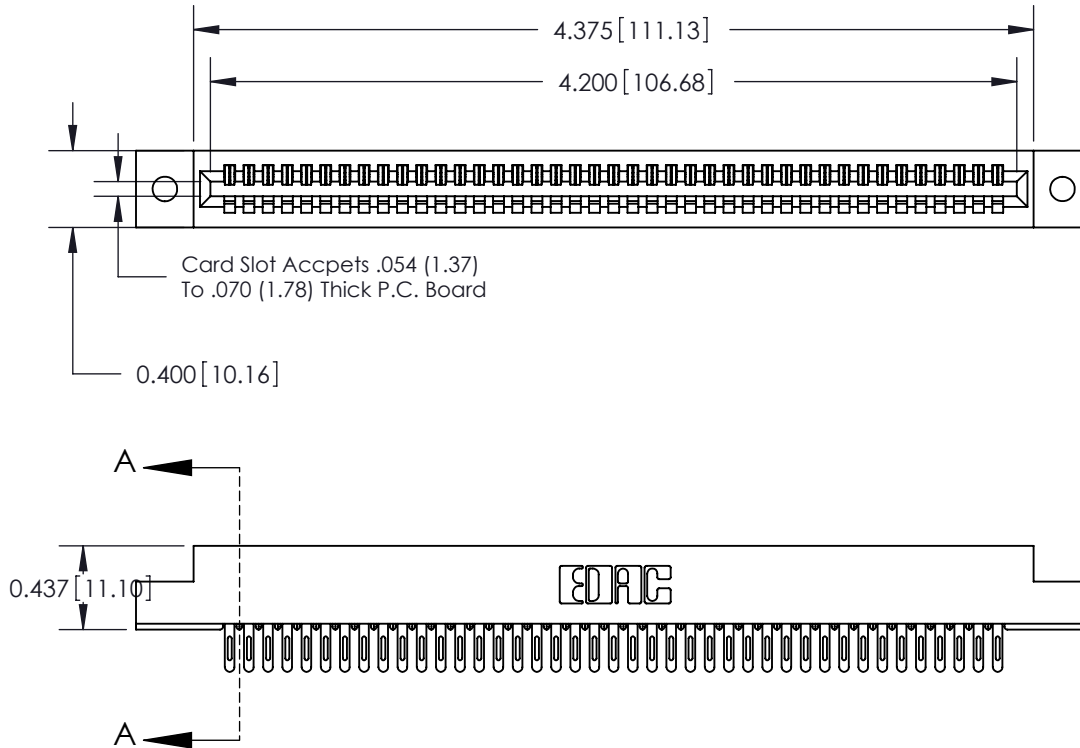 4.375[111.13]
4.200[106.68]
Card Slot Accpets .054 (1.37)
To .070 (1.78) Thick P.C. Board
0.400[10.16]
A
0.437[11.10]
EDAC
A